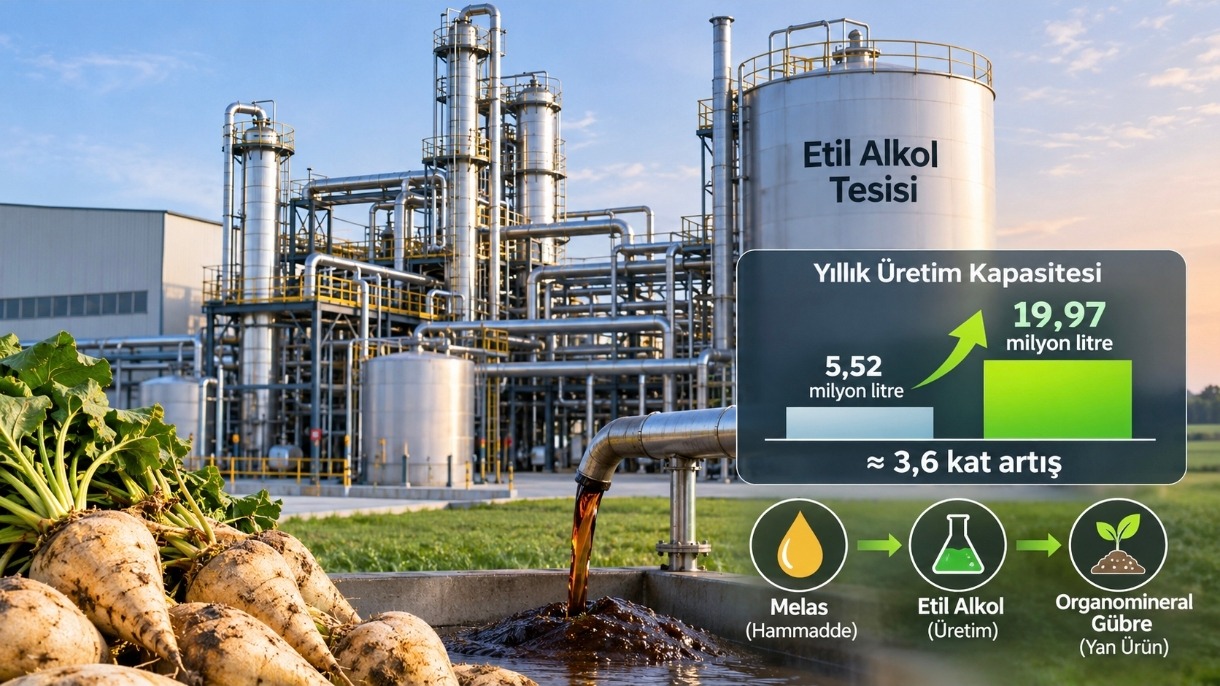 Etil Alkol
Tesisi
Yıllık Üretim Kapasitesi
5,52
milyon litre
19,97
milyon litre
≈ 3,6 kat artış
Melas
(Hammadde)
Etil Alkol
(Üretim)
Organomineral
Gübre
(Yan Ürün)